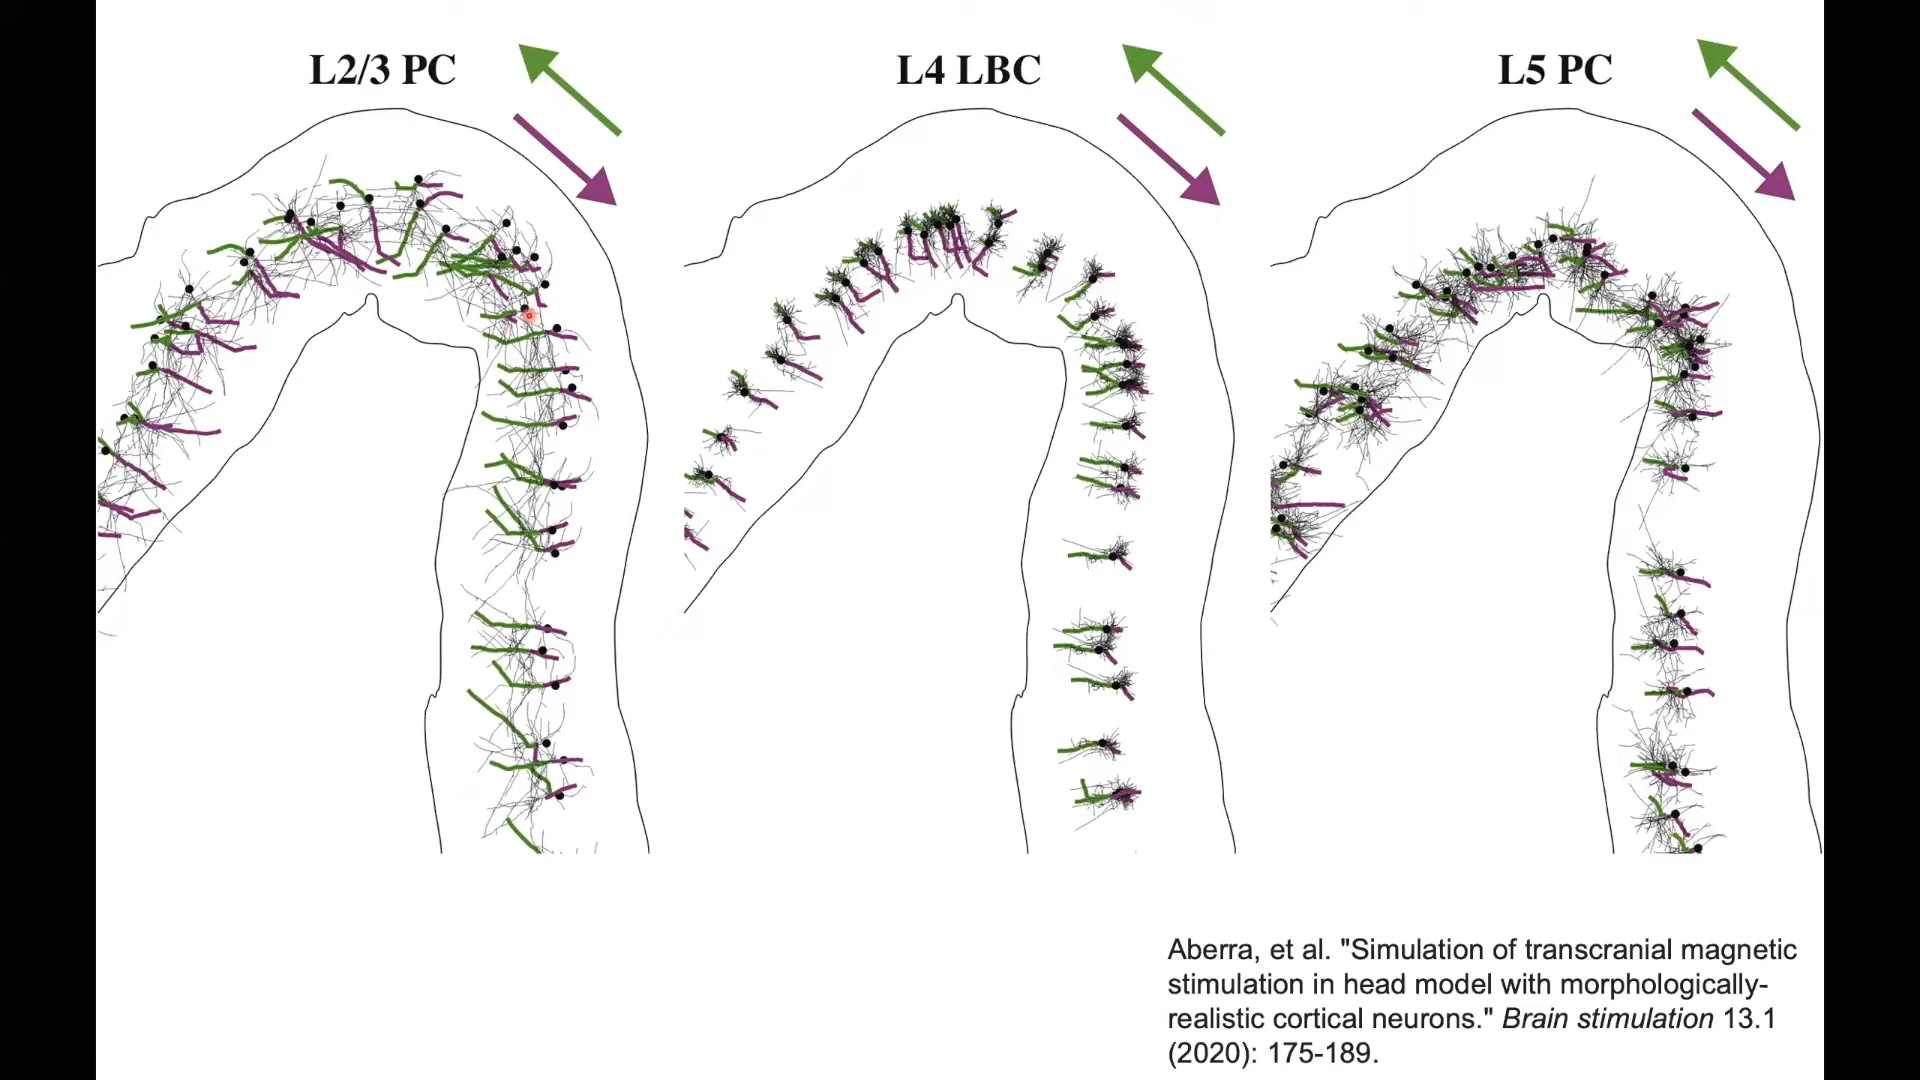 L2/3 PC
L4 LBC
L5 PC
Aberra, et al. "Simulation of transcranial magnetic
stimulation in head model with morphologically-
realistic cortical neurons." Brain stimulation 13.1
(2020): 175-189.